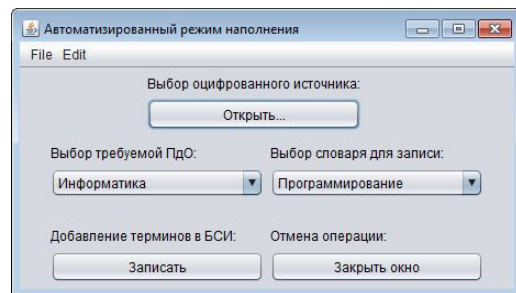 Автоматизированный режим наполнения
File Edit
Выбор оцифрованного источника:
Открыть...
Выбор требуемой ПдО: Выбор словаря для записи:
Информатика Программирование
Добавление терминов в БСИ: Отмена операции:
Записать Закрыть окно